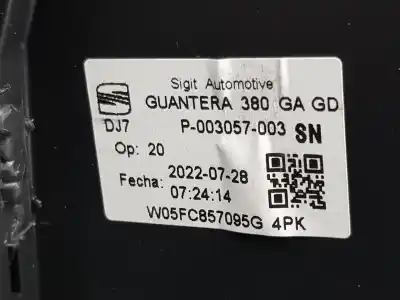 Sigit Automotive
GUANTERA 380 GA GD
DJ7 P-003057-003 SN
Op: 20
2022-07-28
Fecha: 07:24:14
W05FC857095G 4PK